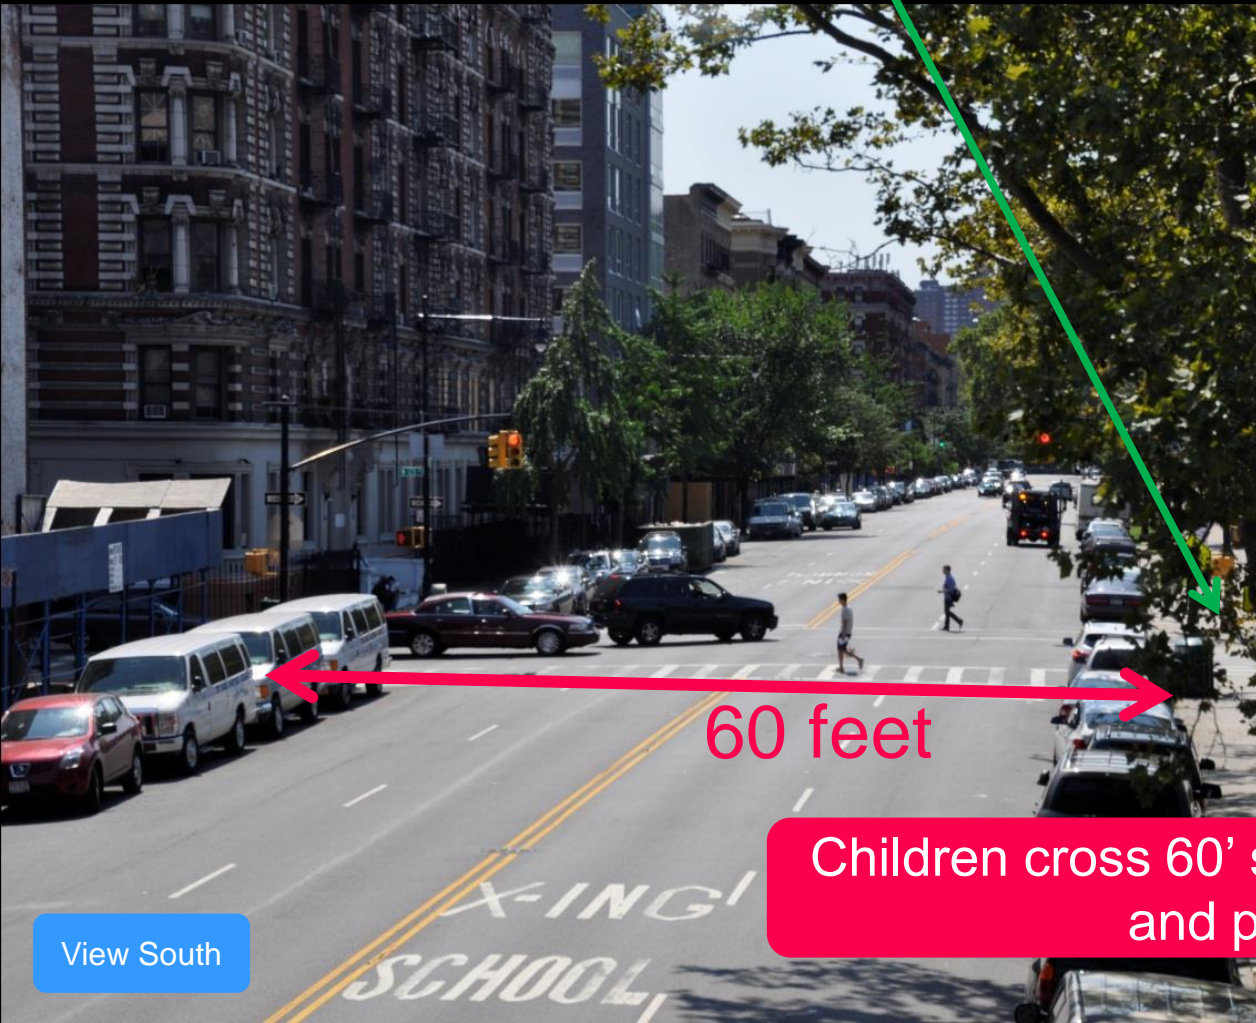 60 feet
Children cross 60’
and
X-ING
View South
SCHOOL